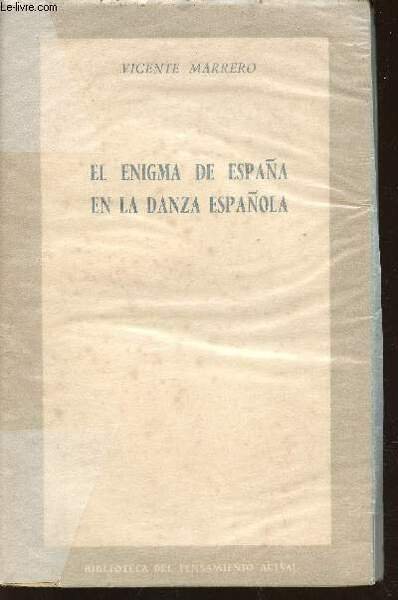 Le-livre.com
VICENTE MARRERO
EL ENIGMA DE ESPAÑA
EN LA DANZA ESPAÑOLA
BIBLIOTECA DEL PENSAMIENTO ACTUAL